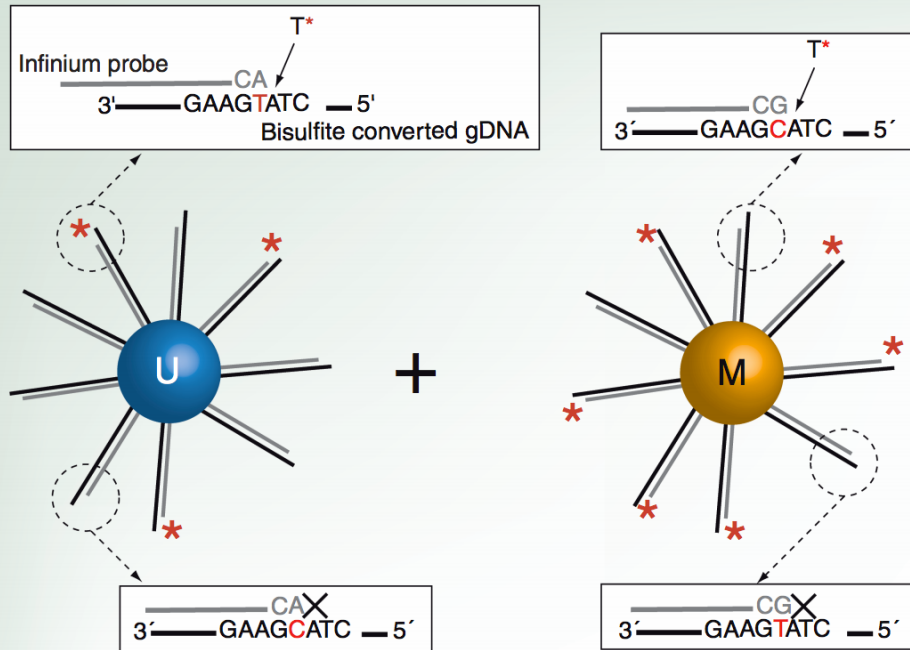 T*
Infinium probe
CA
3' GAAGTATC 5'
Bisulfite converted gDNA
T*
CG
3´ GAAGCATC 5´
* *
U
*
+
* * *
M
* * *
CA
3´ GAAGCATC 5´
CG
3´ GAAGTATC 5´